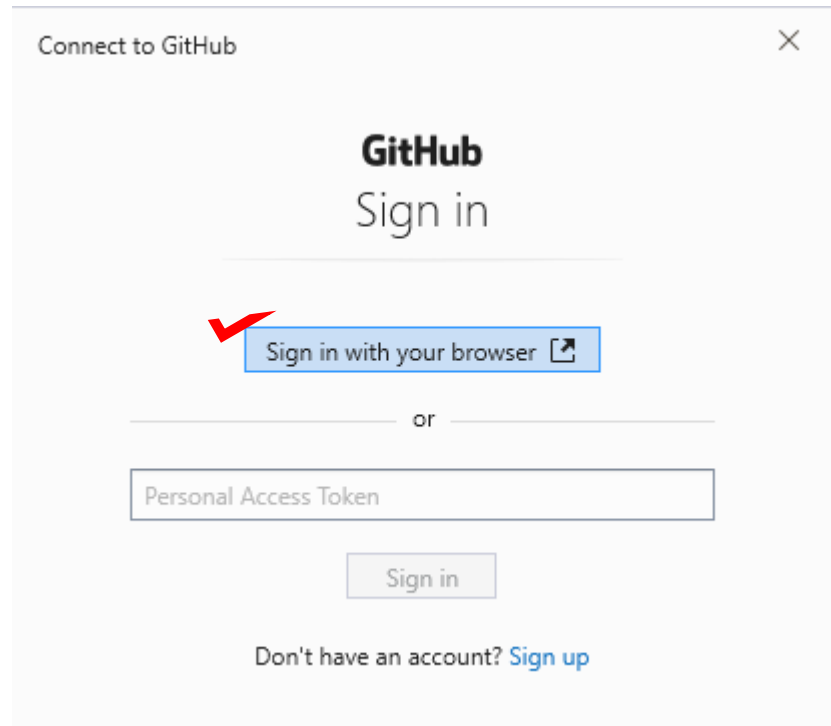 Connect to GitHub
GitHub
Sign in
Sign in with your browser
or
Personal Access Token
Sign in
Don't have an account? Sign up